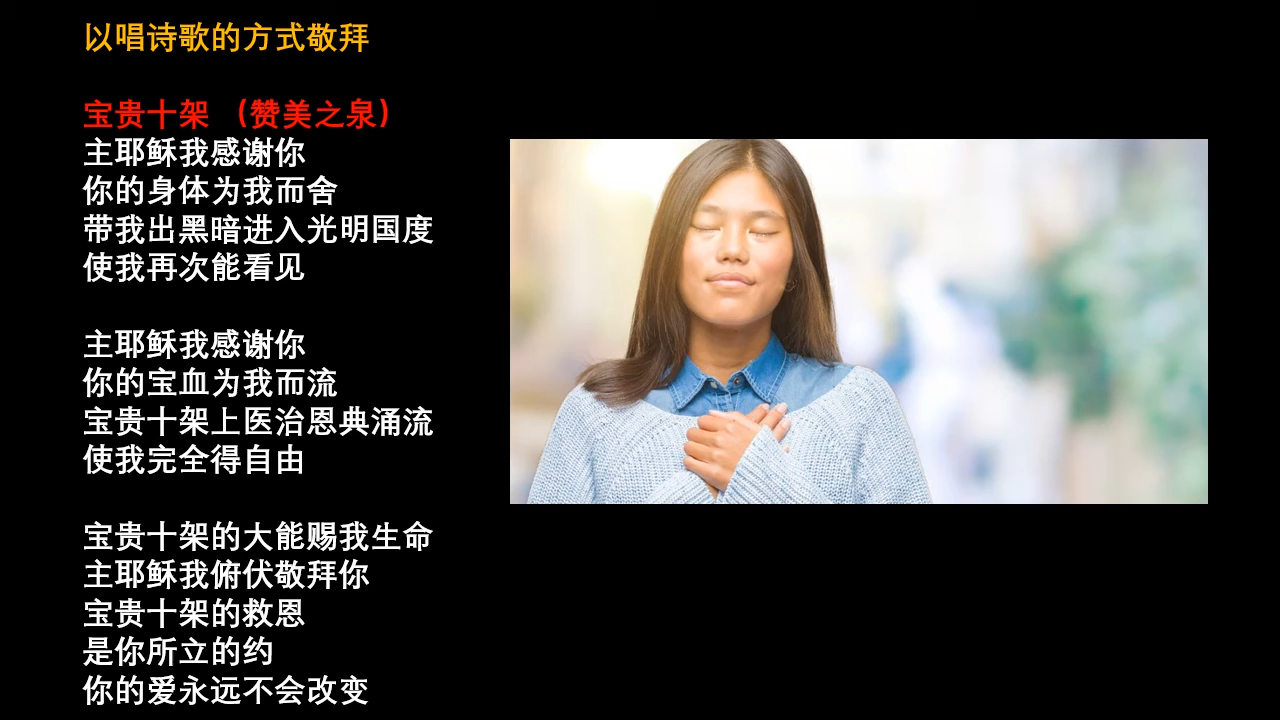 以唱诗歌的方式敬拜
宝贵十架 （赞美之泉）
主耶稣我感谢你
你的身体为我而舍
带我出黑暗进入光明国度
使我再次能看见
主耶稣我感谢你
你的宝血为我而流
宝贵十架上医治恩典涌流
使我完全得自由
宝贵十架的大能赐我生命
主耶稣我俯伏敬拜你
宝贵十架的救恩
是你所立的约
你的爱永远不会改变